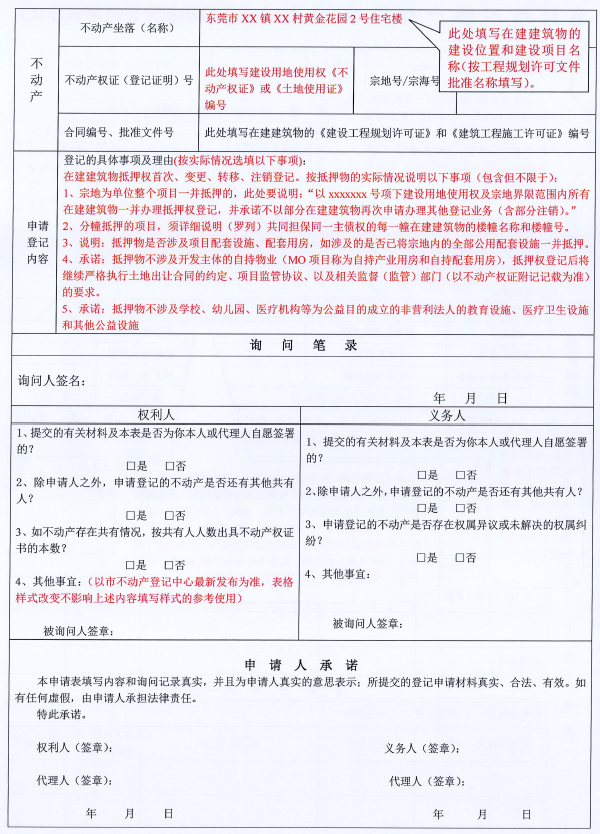 不动产
不动产坐落（名称）
东莞市 XX 镇 XX 村黄金花园 2 号住宅楼
此处填写在建建筑物的
建设位置和建设项目名
称（按工程规划许可文件
批准名称填写）。
不动产权证（登记证明）号
此处填写建设用地使用权《不
动产权证》或《土地使用证》
编号
宗地号/宗海号
合同编号、批准文件号
此处填写在建建筑物的《建设工程规划许可证》和《建筑工程施工许可证》编号
申请
登记
内容
登记的具体事项及理由(按实际情况选填以下事项):
在建建筑物抵押权首次、变更、转移、注销登记。按抵押物的实际情况说明以下事项（包含但不限于）：
1、宗地为单位整个项目一并抵押的，此处要说明：“以 xxxxxxx 号项下建设用地使用权及宗地界限范围内所有
在建建筑物一并办理抵押权登记，并承诺不以部分在建建筑物再次申请办理其他登记业务（含部分注销）。”
2、分幢抵押的项目，须详细说明（罗列）共同担保同一主债权的每一幢在建建筑物的楼幢名称和楼幢号。
3、说明：抵押物是否涉及项目配套设施、配套用房，如涉及的是否已将宗地内的全部公用配套设施一并抵押。
4、承诺：抵押物不涉及开发主体的自持物业（MO 项目称为自持产业用房和自持配套用房），抵押权登记后将
继续严格执行土地出让合同的约定、项目监管协议、以及相关监督（监管）部门（以不动产权证附记记载为准）
的要求。
5、承诺：抵押物不涉及学校、幼儿园、医疗机构等为公益目的成立的非营利法人的教育设施、医疗卫生设施
和其他公益设施
询 问 笔 录
询问人签名：
年 月 日
权利人
1、提交的有关材料及本表是否为你本人或代理人自愿签署
的？
□是 □否
2、除申请人之外，申请登记的不动产是否还有其他共有
人？
□是 □否
3、如不动产存在共有情况，按共有人人数出具不动产权证
书的本数？
□是 □否
4、其他事宜：（以市不动产登记中心最新发布为准，表格
样式改变不影响上述内容填写样式的参考使用）
被询问人签章：
义务人
1、提交的有关材料及本表是否为你本人或代理人自愿签署
的？
□是 □否
2、除申请人之外，申请登记的不动产是否还有其他共有人？
□是 □否
3、申请登记的不动产是否存在权属异议或未解决的权属纠
纷？
□是 □否
4、其他事宜：
被询问人签章：
申 请 人 承 诺
本申请表填写内容和询问记录真实，并且为申请人真实的意思表示；所提交的登记申请材料真实、合法、有效。如
有任何虚假，由申请人承担法律责任。
特此承诺。
权利人（签章）： 义务人（签章）：
代理人（签章）： 代理人（签章）：
年 月 日 年 月 日